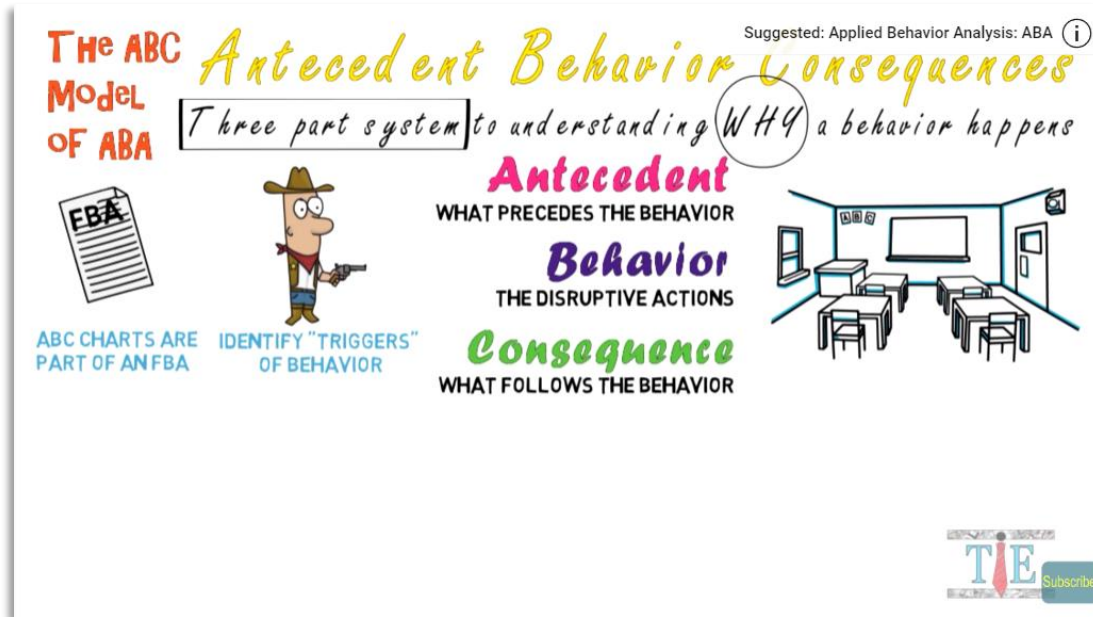 Suggested: Applied Behavior Analysis: ABA i
The ABC
Model
of ABA
Antecedent Behavior Consequences
Three part system to understanding WHY a behavior happens
FBA
ABC CHARTS ARE
PART OF AN FBA
IDENTIFY "TRIGGERS"
OF BEHAVIOR
Antecedent
WHAT PRECEDES THE BEHAVIOR
Behavior
THE DISRUPTIVE ACTIONS
Consequence
WHAT FOLLOWS THE BEHAVIOR
A B C
TIE
Subscribe